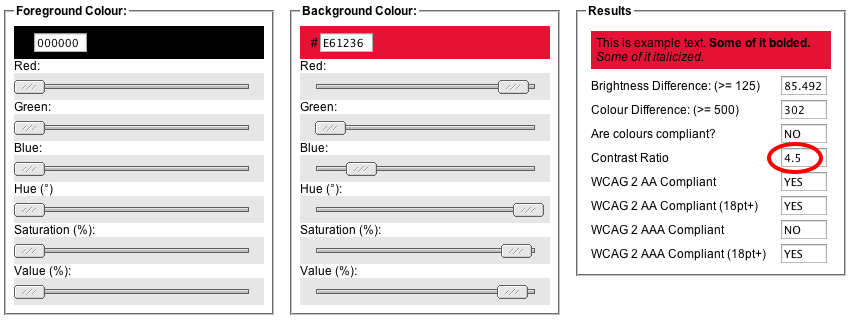 Foreground Colour:
000000
Red:
Green:
Blue:
Hue (°)
Saturation (%):
Value (%):
Background Colour:
# E61236
Red:
Green:
Blue:
Hue (°):
Saturation (%):
Value (%):
Results
This is example text. Some of it bolded.
Some of it italicized.
Brightness Difference: (>= 125) 85.492
Colour Difference: (>= 500) 302
Are colours compliant? NO
Contrast Ratio 4.5
WCAG 2 AA Compliant YES
WCAG 2 AA Compliant (18pt+) YES
WCAG 2 AAA Compliant NO
WCAG 2 AAA Compliant (18pt+) YES